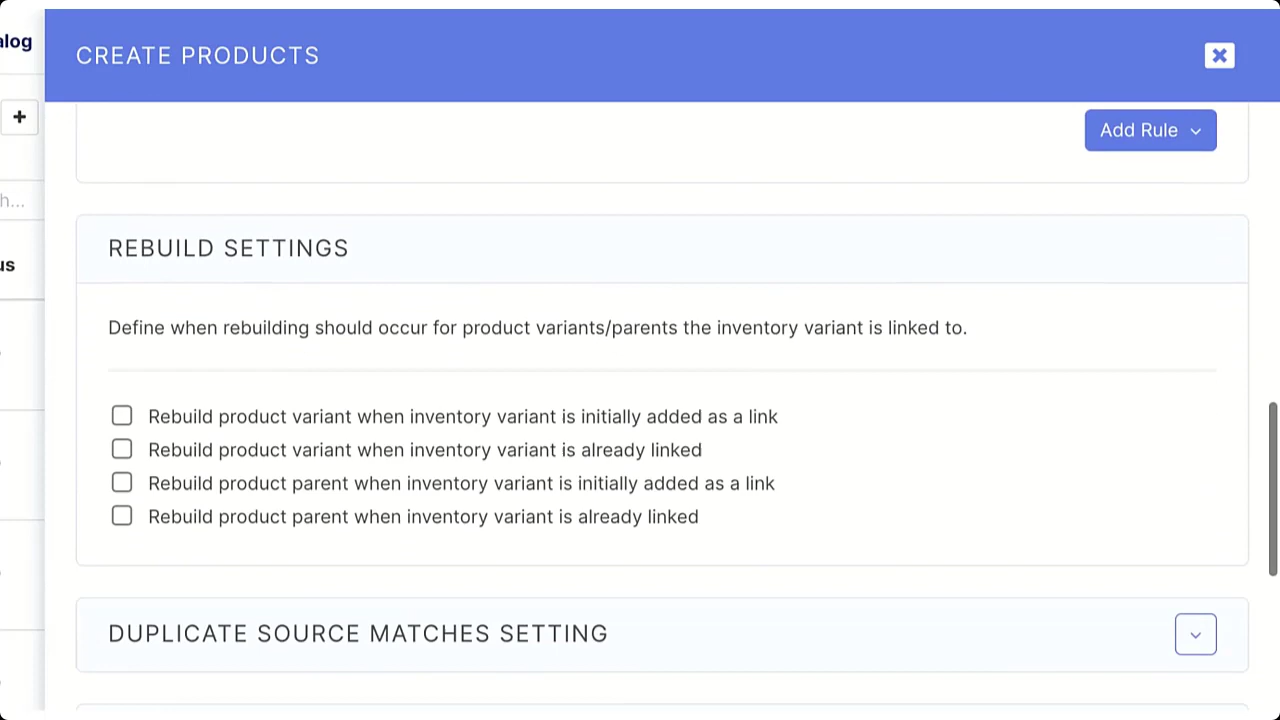 alog
CREATE PRODUCTS
+
Add Rule
h...
REBUILD SETTINGS
us
Define when rebuilding should occur for product variants/parents the inventory variant is linked to.
Rebuild product variant when inventory variant is initially added as a link
Rebuild product variant when inventory variant is already linked
Rebuild product parent when inventory variant is initially added as a link
Rebuild product parent when inventory variant is already linked
DUPLICATE SOURCE MATCHES SETTING